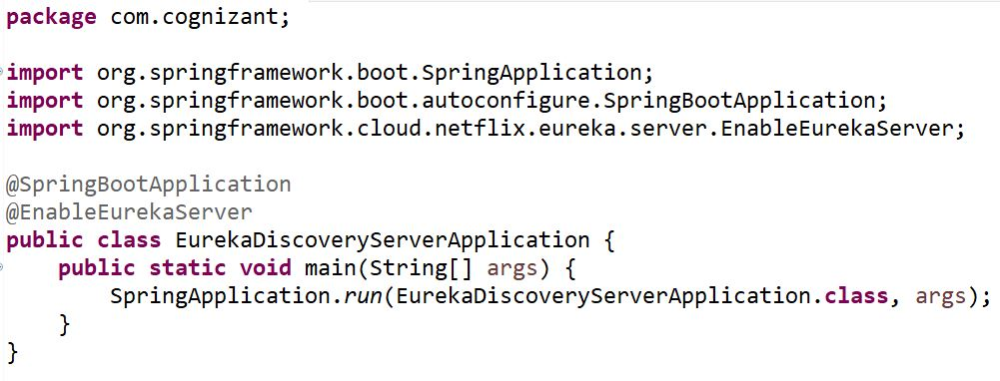 package com.cognizant;
import org.springframework.boot.SpringApplication;
import org.springframework.boot.autoconfigure.SpringBootApplication;
import org.springframework.cloud.netflix.eureka.server.EnableEurekaServer;
@SpringBootApplication
@EnableEurekaServer
public class EurekaDiscoveryServerApplication {
    public static void main(String[] args) {
        SpringApplication.run(EurekaDiscoveryServerApplication.class, args);
    }
}